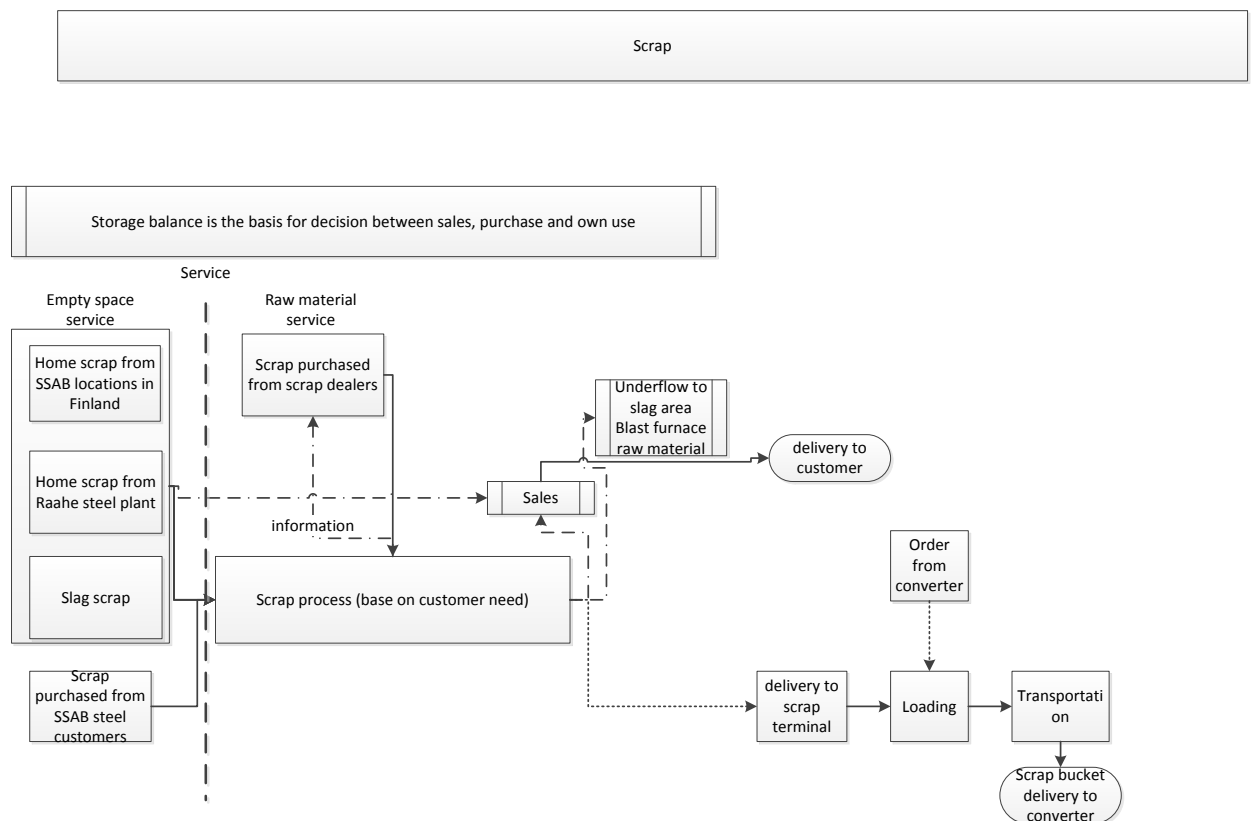 Scrap
Storage balance is the basis for decision between sales, purchase and own use
Service
Empty space
service
Raw material
service
Home scrap from
SSAB locations in
Finland
Scrap purchased
from scrap dealers
Underflow to
slag area
Blast furnace
raw material
delivery to
customer
Home scrap from
Raahe steel plant
Sales
information
Order
from
converter
Slag scrap
Scrap process (base on customer need)
Scrap
purchased from
SSAB steel
customers
delivery to
scrap
terminal
Loading
Transportati
on
Scrap bucket
delivery to
converter